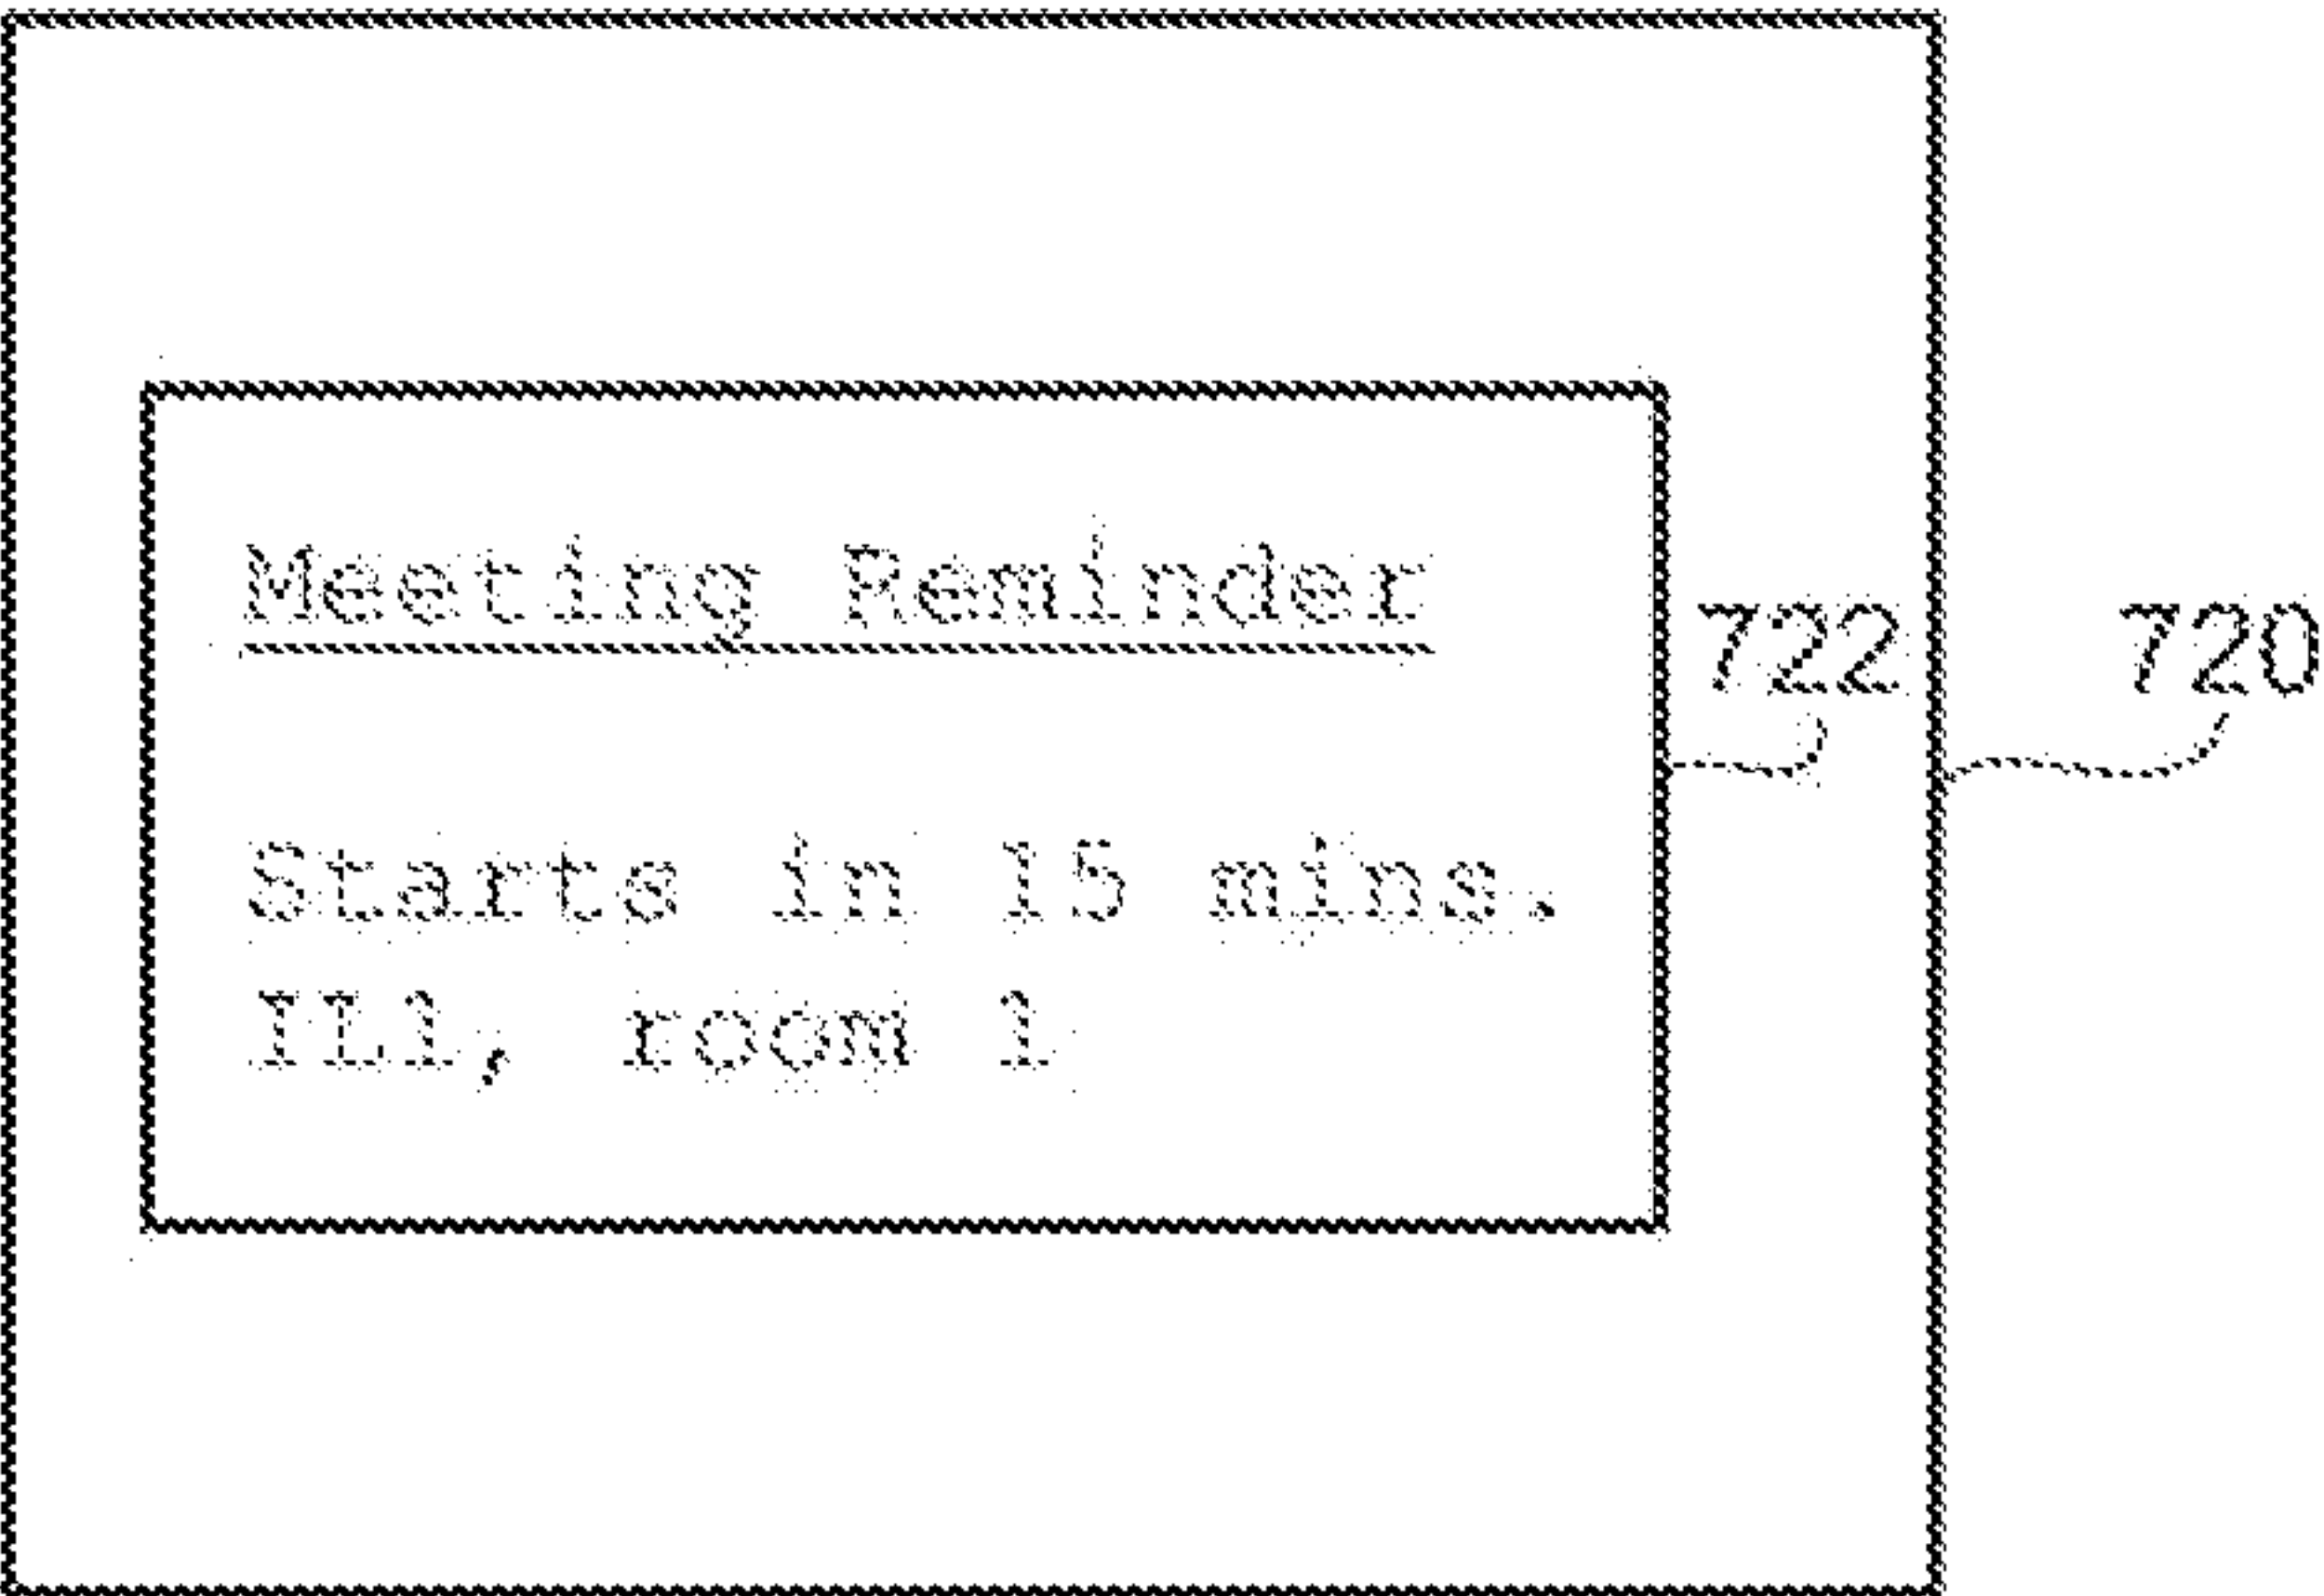 Meeting Reminder
722
720
Starts in 15 mins.
IL1, room 1